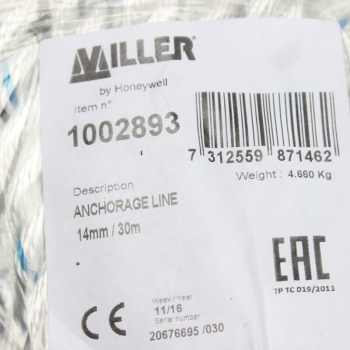 MILLER®
by Honeywell
Item n°
1002893
7 312559 871462
Weight : 4.660 Kg
Description
ANCHORAGE LINE
14mm / 30m
EAC
TP TC 019/2011
CE
Week / Year
11/16
Serial number
20676695 /030